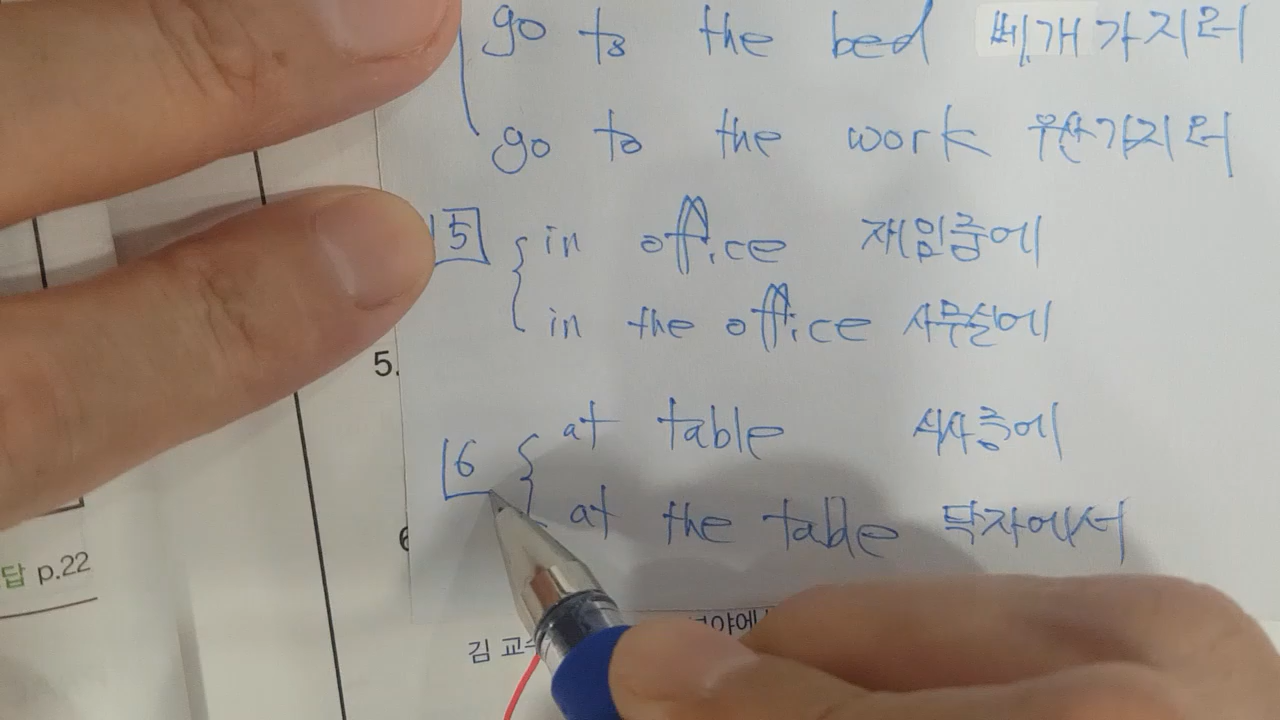 go to the bed 베개가지러
go to the work 우산가지러
5 in office 재임중에
in the office 사무실에
5.
6 at table 식사중에
at the table 탁자에서
6
답 p.22
김 교